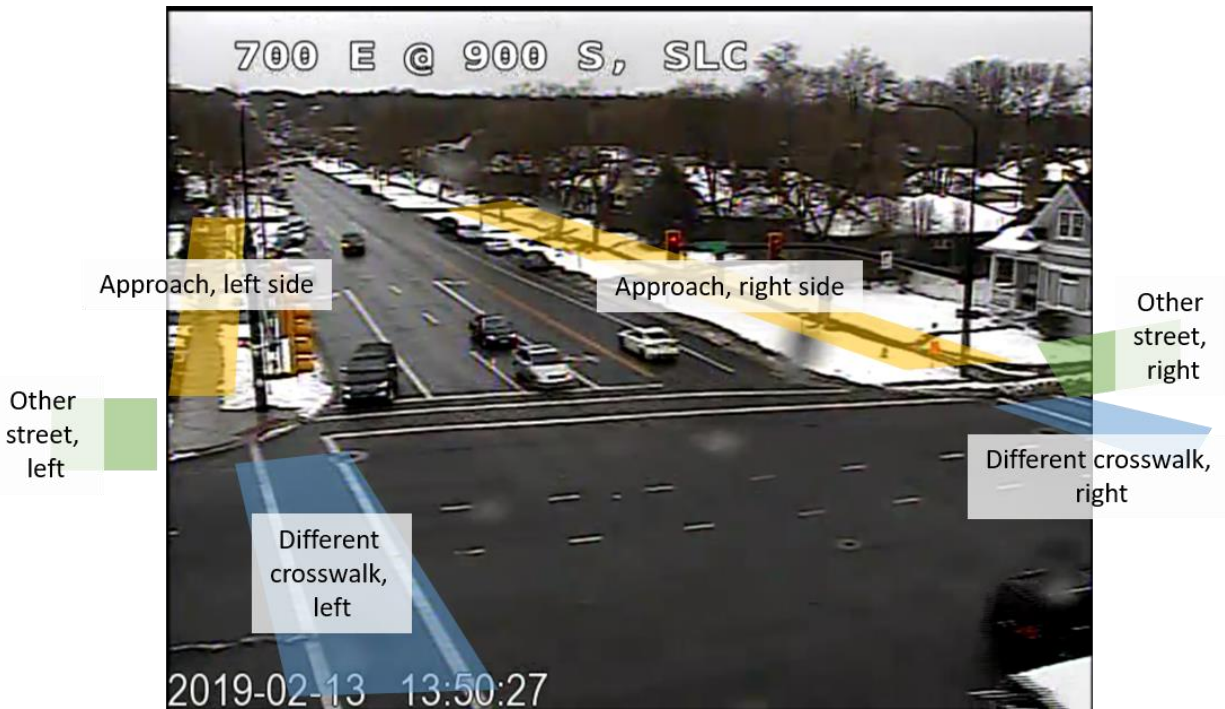 700 E @ 900 S, SLC
Approach, left side
Approach, right side
Other
street,
right
Other
street,
left
Different crosswalk,
right
Different
crosswalk,
left
2019-02-13 13:50:27